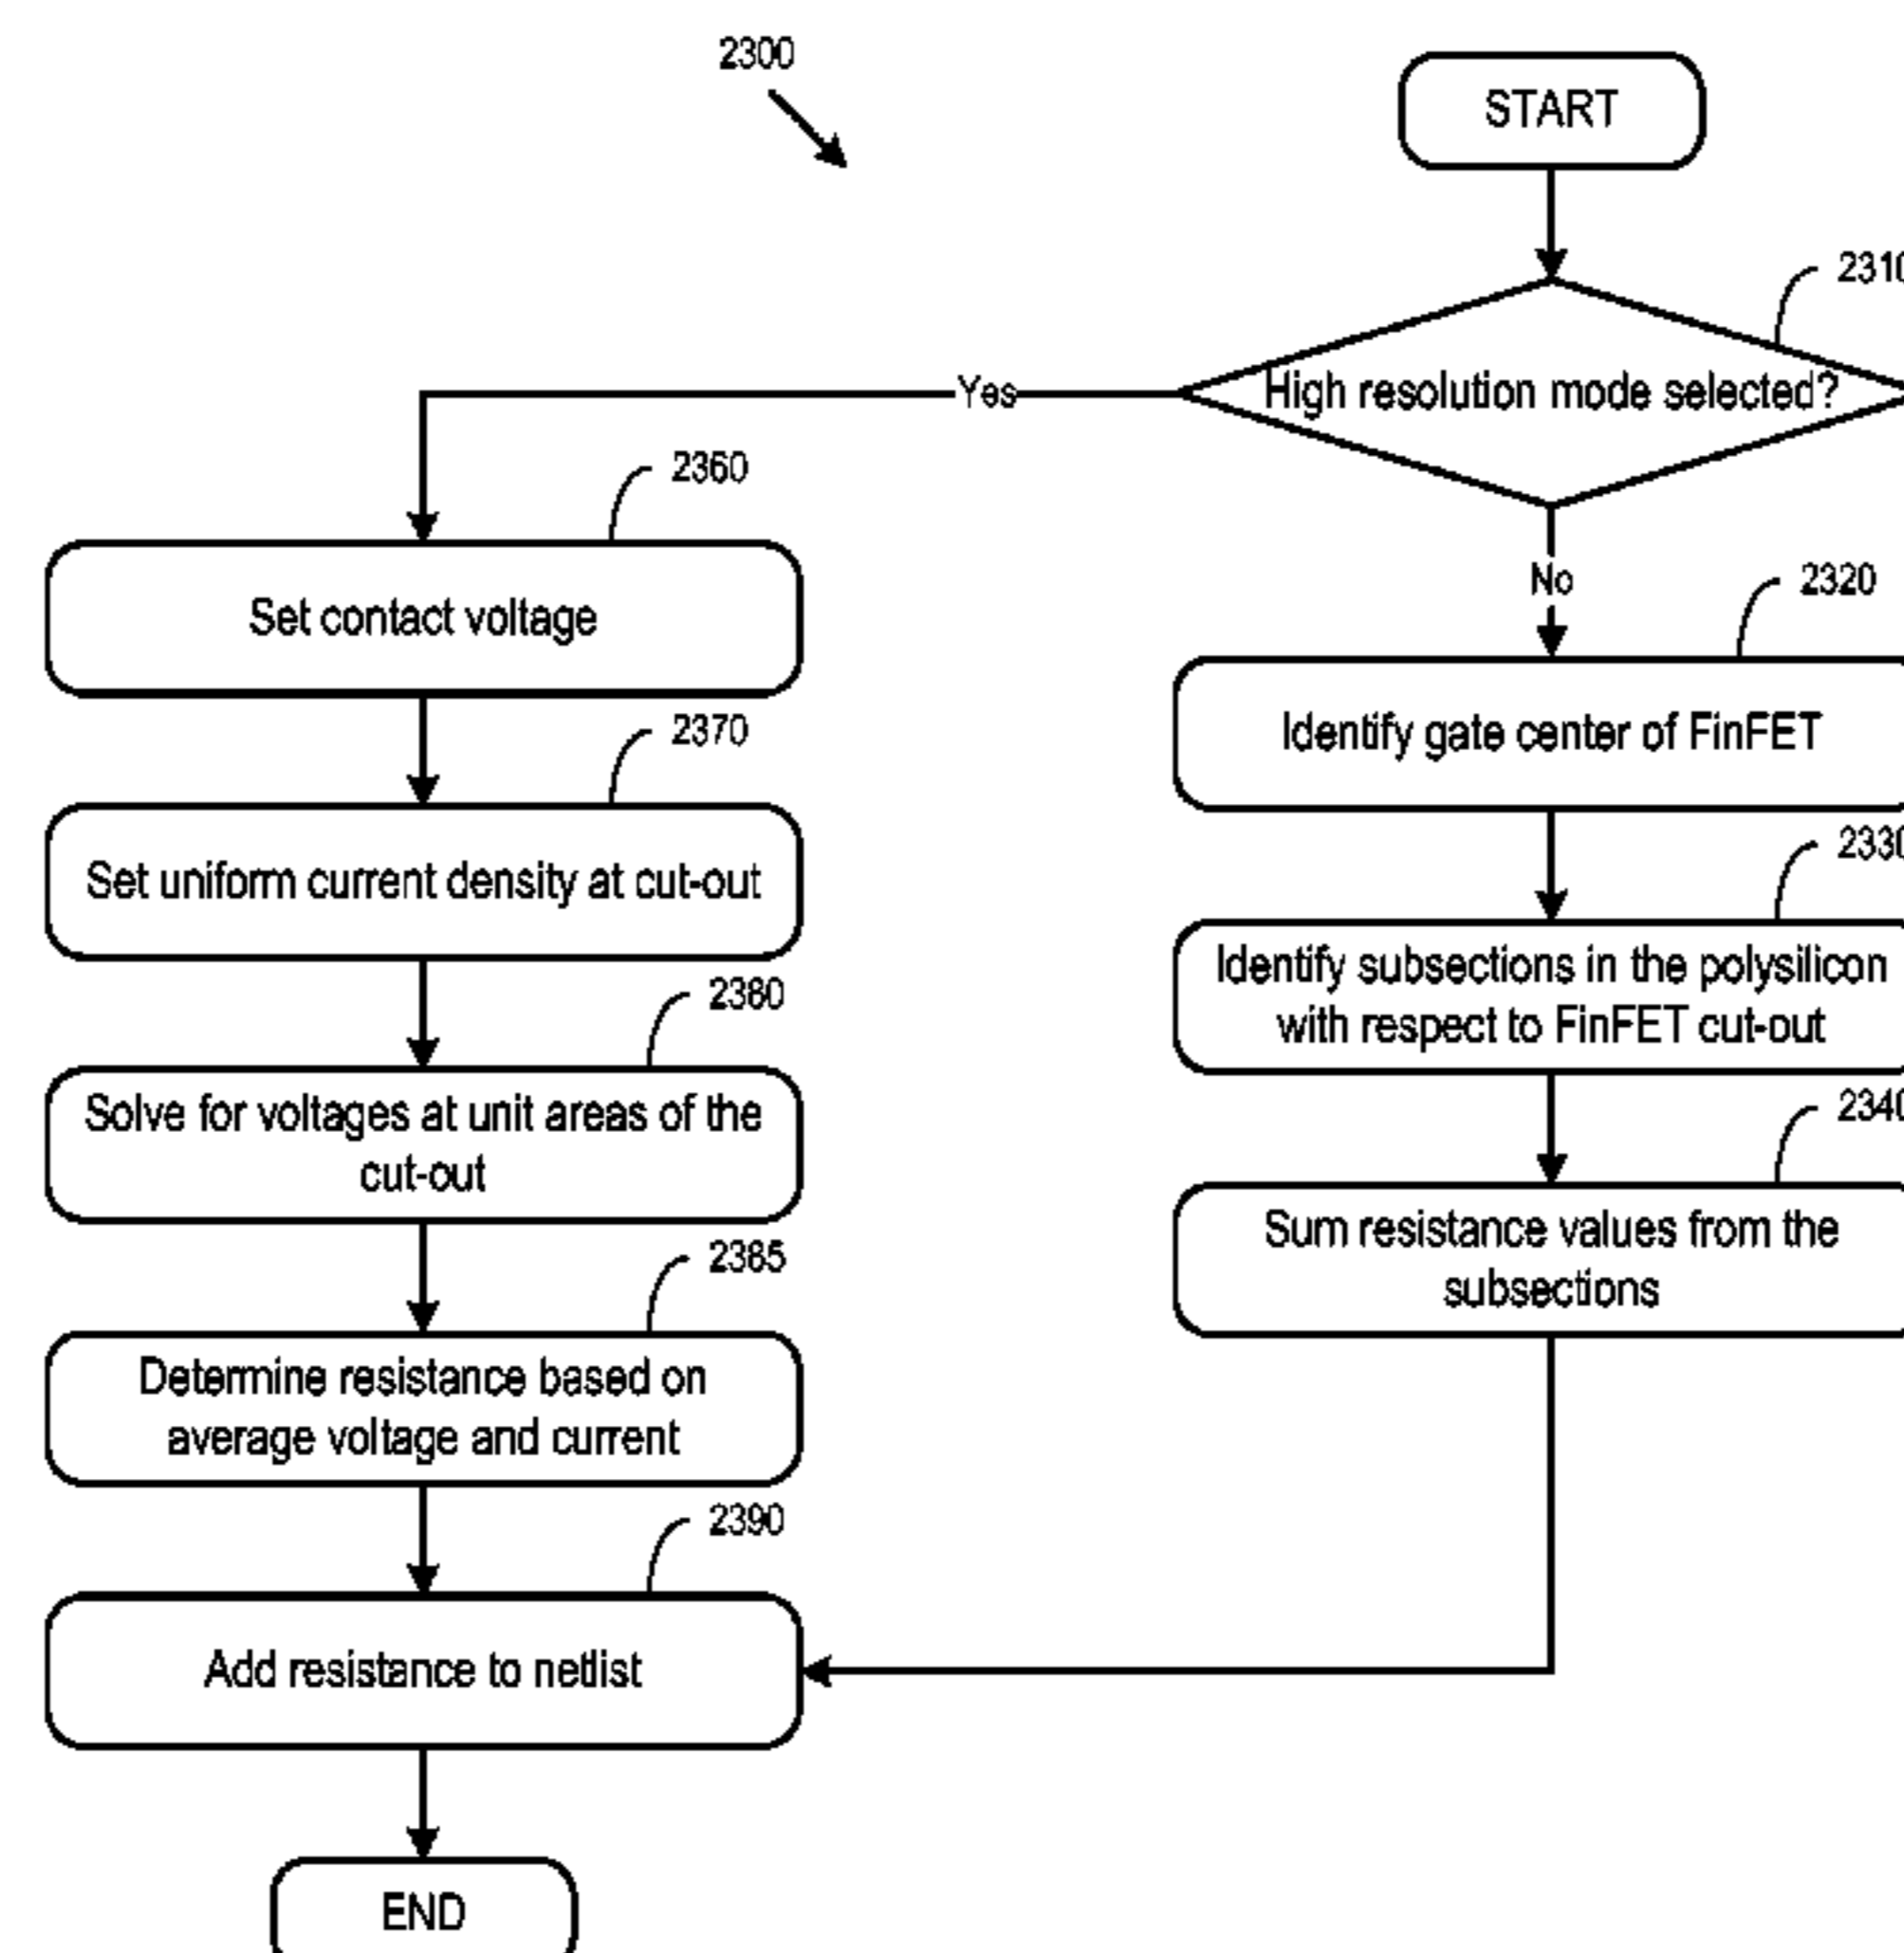 2300
START
2310
High resolution mode selected?
Yes
No
2360
Set contact voltage
2370
Set uniform current density at cut-out
2380
Solve for voltages at unit areas of the
cut-out
2385
Determine resistance based on
average voltage and current
2390
Add resistance to netlist
END
2320
Identify gate center of FinFET
2330
Identify subsections in the polysilicon
with respect to FinFET cut-out
2340
Sum resistance values from the
subsections